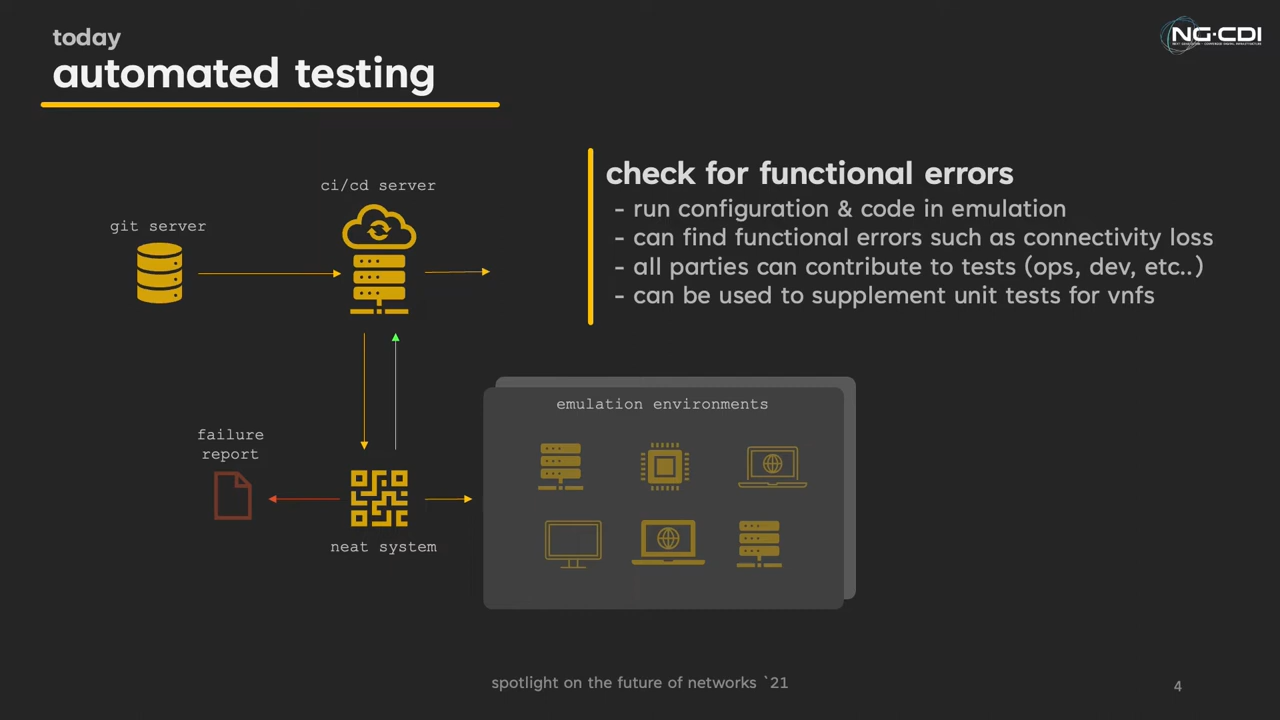 today
automated testing
NG-CDI
ci/cd server
git server
check for functional errors
- run configuration & code in emulation
- can find functional errors such as connectivity loss
- all parties can contribute to tests (ops, dev, etc..)
- can be used to supplement unit tests for vnfs
emulation environments
failure
report
neat system
spotlight on the future of networks `21
4